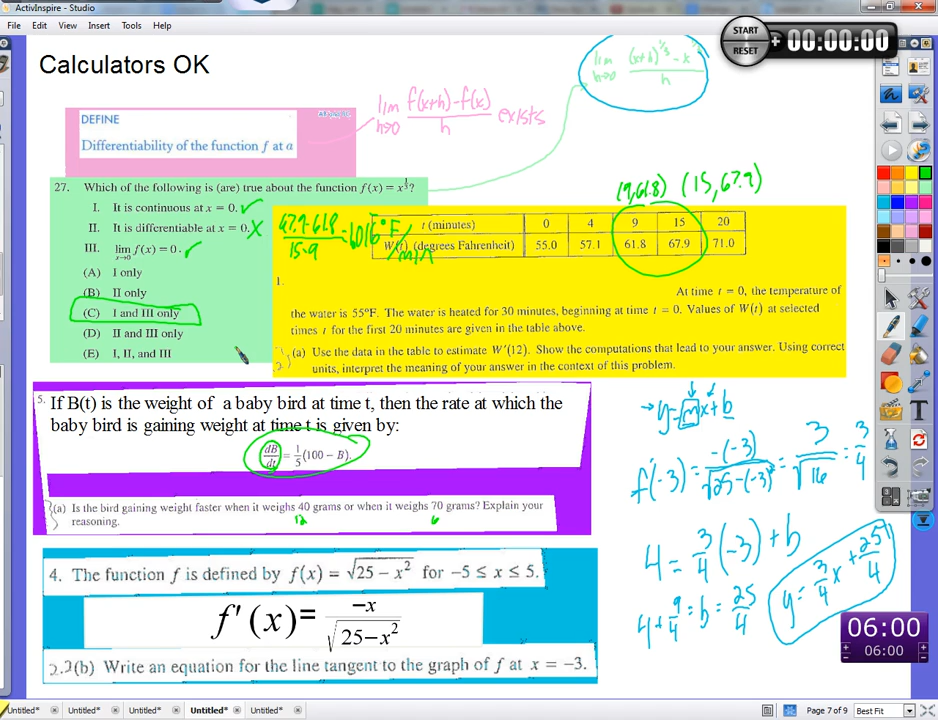 ActivInspire - Studio
File Edit View Insert Tools
START
RESET
+ 00:00:00
Calculators OK
lim h→0 (x+h)^⅓ - x^⅓ / h
DEFINE
Differentiability of the function f at a
lim h→0 f(x+h)-f(x) / h exists
27. Which of the following is (are) true about the function f(x) = x^(1/3)?
I. It is continuous at x = 0. ✓
II. It is differentiable at x = 0. X
III. lim x→0 f(x) = 0. ✓
(A) I only
(B) II only
(C) I and III only
(D) II and III only
(E) I, II, and III
(9,61.8) (15,67.9)
67.9-61.8 / 15-9 = 1.016 °F/min
t (minutes) 0 4 9 15 20
W(t) (degrees Fahrenheit) 55.0 57.1 61.8 67.9 71.0
1.
At time t = 0, the temperature of
the water is 55°F. The water is heated for 30 minutes, beginning at time t = 0. Values of W(t) at selected
times t for the first 20 minutes are given in the table above.
(a) Use the data in the table to estimate W′(12). Show the computations that lead to your answer. Using correct
units, interpret the meaning of your answer in the context of this problem.
5. If B(t) is the weight of a baby bird at time t, then the rate at which the
baby bird is gaining weight at time t is given by:
dB/dt = 1/5 (100 − B).
(a) Is the bird gaining weight faster when it weighs 40 grams or when it weighs 70 grams? Explain your
reasoning.
12 6
4. The function f is defined by f(x) = √25 − x² for −5 ≤ x ≤ 5.
f'(x) = −x / √25−x²
(b) Write an equation for the line tangent to the graph of f at x = −3.
→ y = mx + b
f'(-3) = -(-3) / √25-(-3)² = 3 / √16 = 3/4
4 = 3/4 (-3) + b
4 + 9/4 = b = 25/4
y = 3/4 x + 25/4
06:00
06:00
Untitled* Untitled* Untitled* Untitled* Untitled*
Page 7 of 9 Best Fit